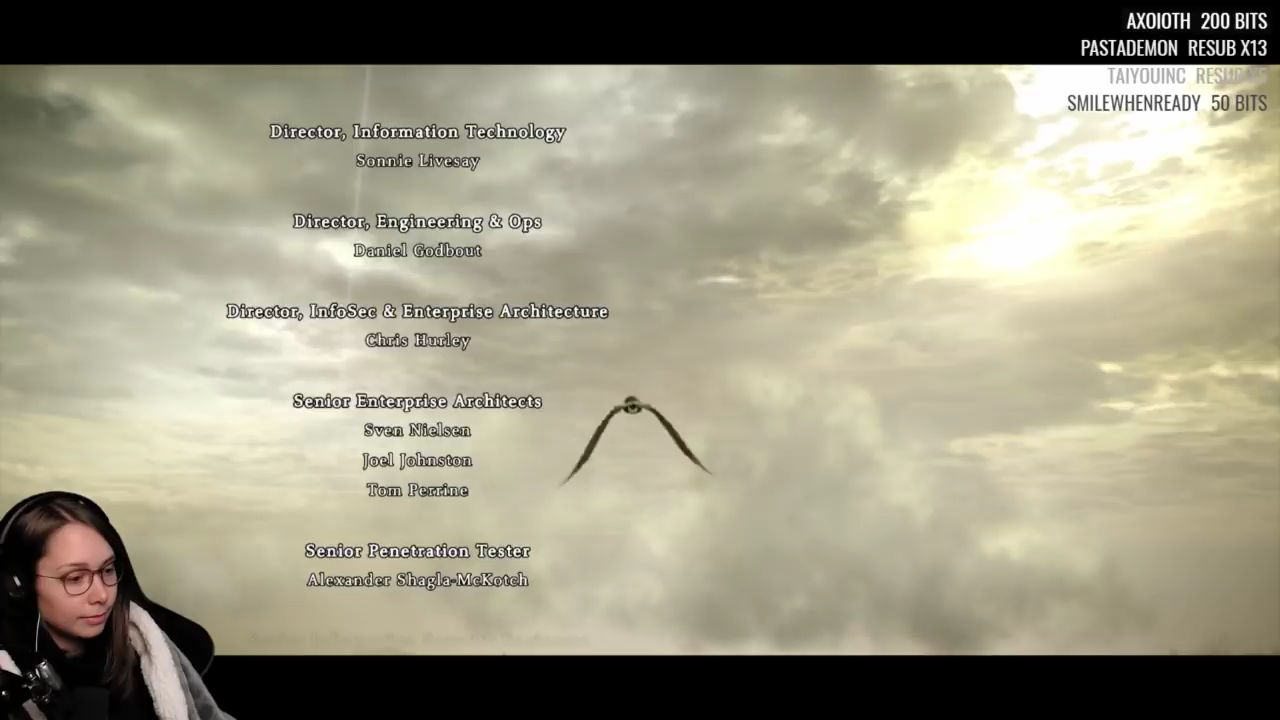 AXOIOTH 200 BITS
PASTADEMON RESUB X13
TAIYOUINC
SMILEWHENREADY 50 BITS
Director, Information Technology
Sonnie Livesay
Director, Engineering & Ops
Daniel Godbout
Director, InfoSec & Enterprise Architecture
Chris Hurley
Senior Enterprise Architects
Sven Nielsen
Joel Johnston
Tom Perrine
Senior Penetration Tester
Alexander Shagla-McKotch